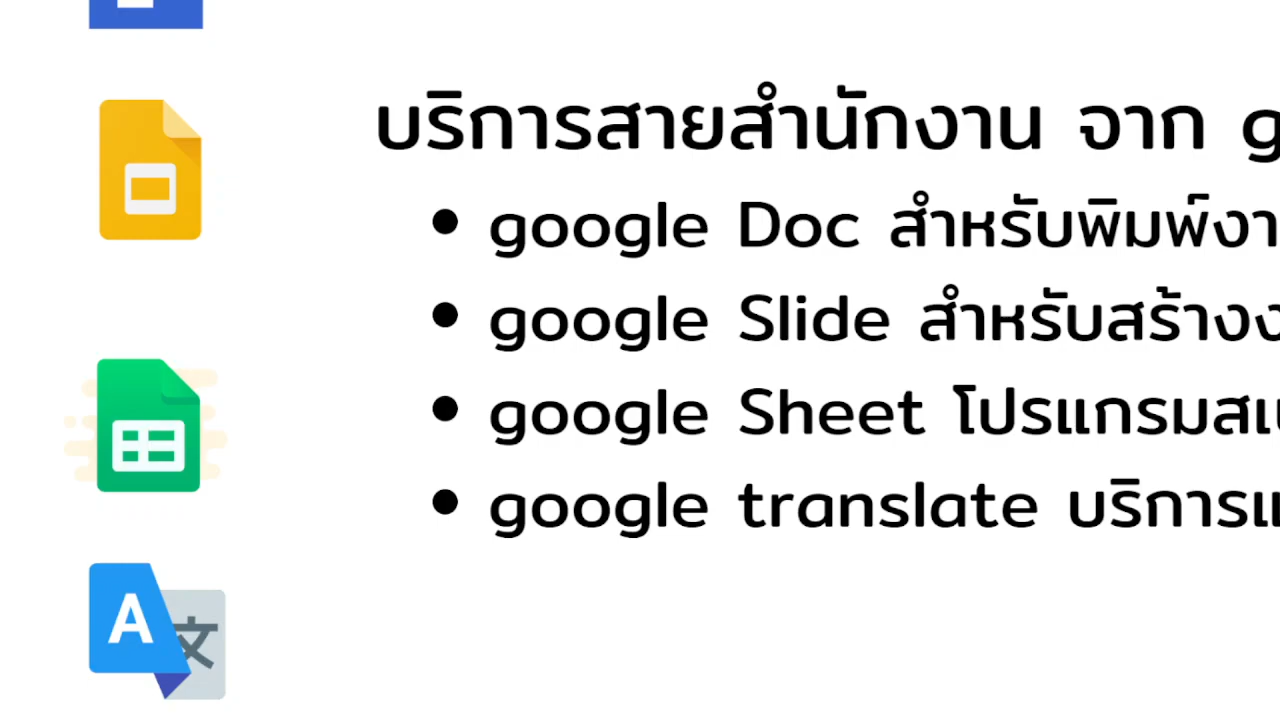 บริการสายสำนักงาน จาก g
google Doc สำหรับพิมพ์งา
google Slide สำหรับสร้างง
google Sheet โปรแกรมสเ
google translate บริการแ
A 文